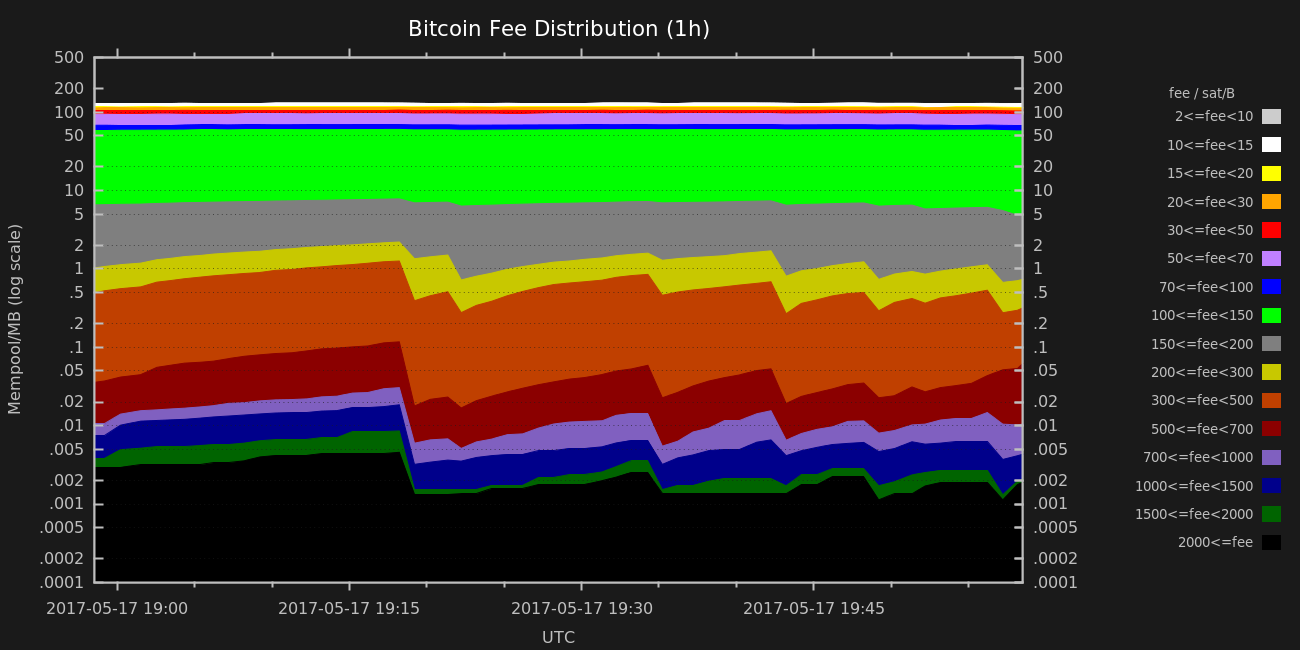 Bitcoin Fee Distribution (1h)
500
200
100
50
20
10
5
2
1
.5
.2
.1
.05
.02
.01
.005
.002
.001
.0005
.0002
.0001
Mempool/MB (log scale)
500
200
100
50
20
10
5
2
1
.5
.2
.1
.05
.02
.01
.005
.002
.001
.0005
.0002
.0001
2017-05-17 19:00 2017-05-17 19:15 2017-05-17 19:30 2017-05-17 19:45
UTC
fee / sat/B
2<=fee<10
10<=fee<15
15<=fee<20
20<=fee<30
30<=fee<50
50<=fee<70
70<=fee<100
100<=fee<150
150<=fee<200
200<=fee<300
300<=fee<500
500<=fee<700
700<=fee<1000
1000<=fee<1500
1500<=fee<2000
2000<=fee